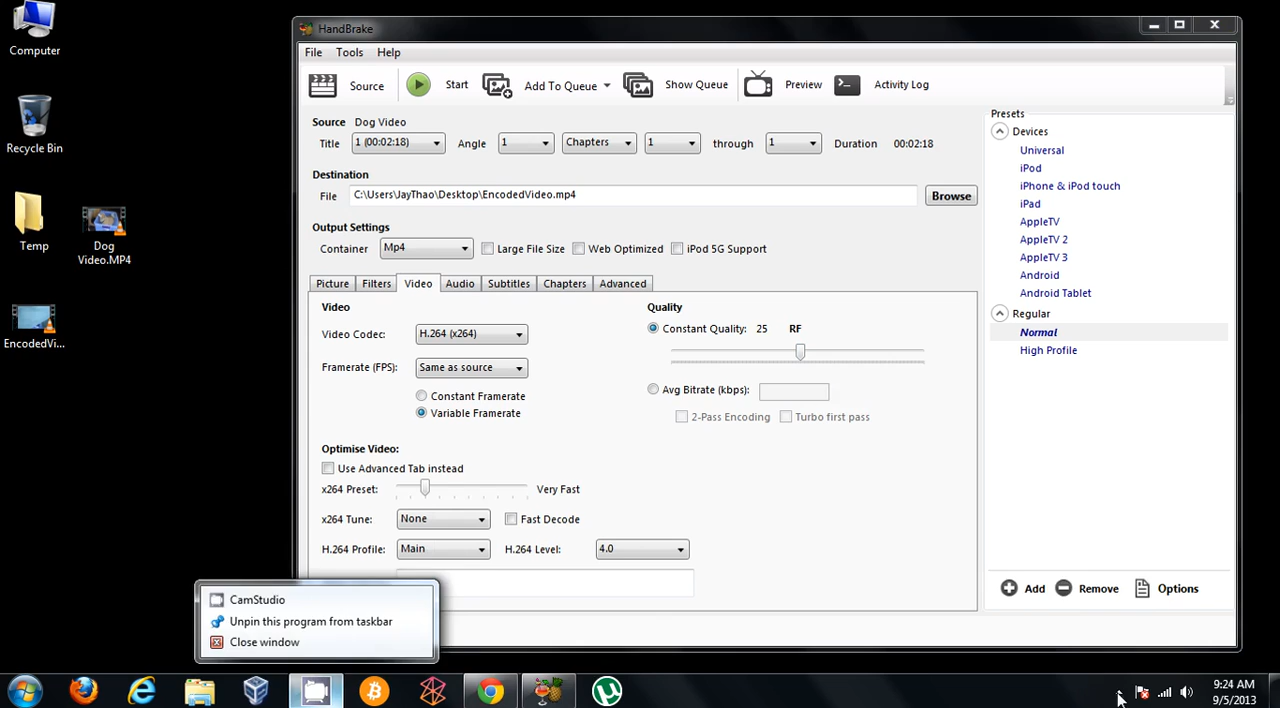 Computer
Recycle Bin
Temp
Dog
Video.MP4
EncodedVi...
HandBrake
File Tools Help
Source Start Add To Queue Show Queue Preview Activity Log
Source Dog Video
Title 1 (00:02:18) Angle 1 Chapters 1 through 1 Duration 00:02:18
Destination
File C:\Users\JayThao\Desktop\EncodedVideo.mp4 Browse
Output Settings
Container Mp4 Large File Size Web Optimized iPod 5G Support
Picture Filters Video Audio Subtitles Chapters Advanced
Video
Video Codec: H.264 (x264)
Framerate (FPS): Same as source
Constant Framerate
Variable Framerate
Quality
Constant Quality: 25 RF
Avg Bitrate (kbps):
2-Pass Encoding Turbo first pass
Optimise Video:
Use Advanced Tab instead
x264 Preset: Very Fast
x264 Tune: None Fast Decode
H.264 Profile: Main H.264 Level: 4.0
Presets
Devices
Universal
iPod
iPhone & iPod touch
iPad
AppleTV
AppleTV 2
AppleTV 3
Android
Android Tablet
Regular
Normal
High Profile
Add Remove Options
CamStudio
Unpin this program from taskbar
Close window
9:24 AM
9/5/2013